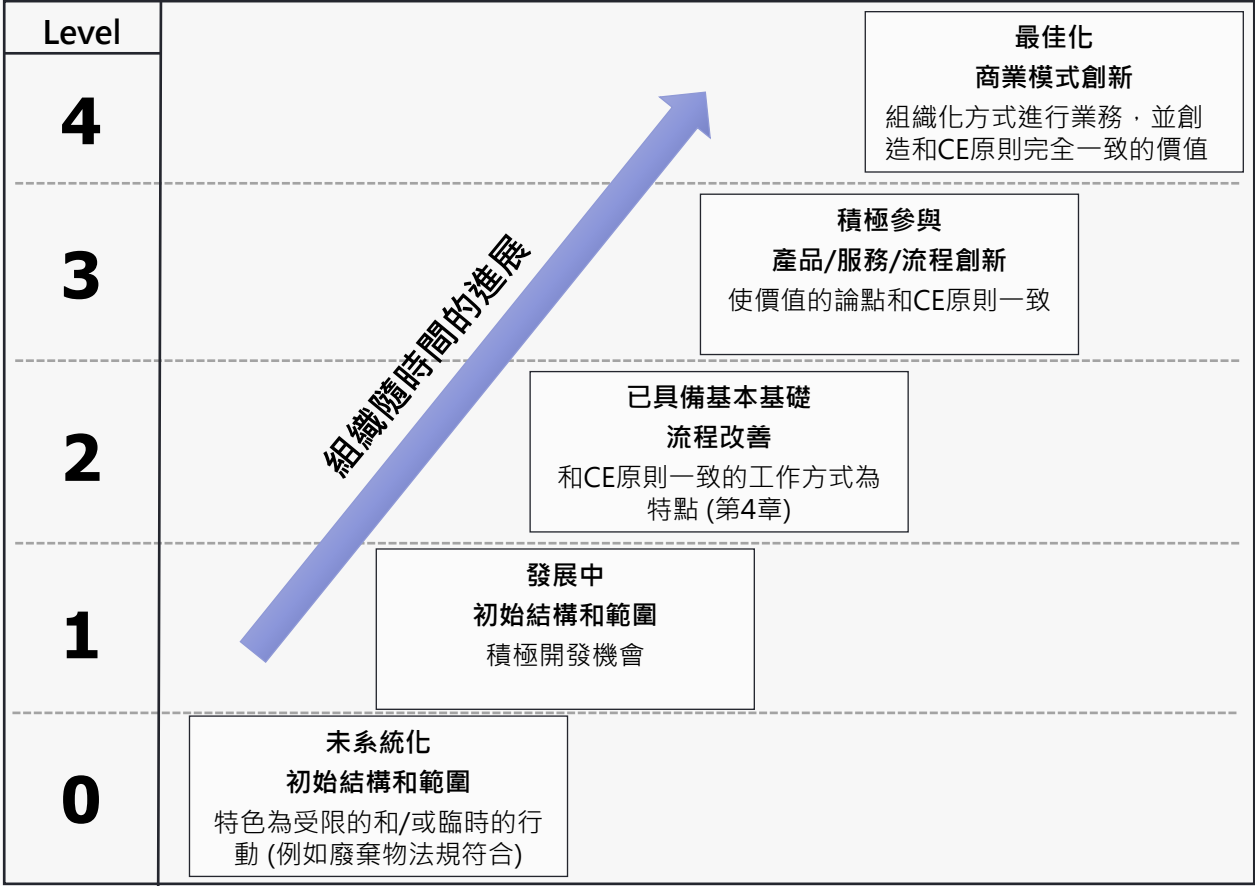 Level
4
最佳化
商業模式創新
組織化方式進行業務，並創
造和CE原則完全一致的價值
3
積極參與
產品/服務/流程創新
使價值的論點和CE原則一致
組織隨時間的進展
2
已具備基本基礎
流程改善
和CE原則一致的工作方式為
特點 (第4章)
1
發展中
初始結構和範圍
積極開發機會
0
未系統化
初始結構和範圍
特色為受限的和/或臨時的行
動 (例如廢棄物法規符合)